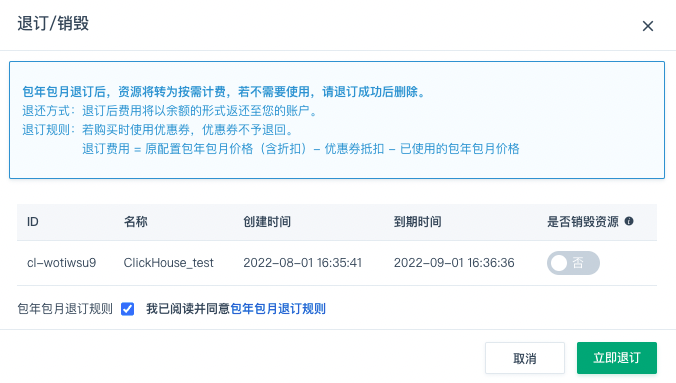 退订/销毁
包年包月退订后，资源将转为按需计费，若不需要使用，请退订成功后删除。
退还方式：退订后费用将以余额的形式返还至您的账户。
退订规则：若购买时使用优惠券，优惠券不予退回。
退订费用 = 原配置包年包月价格（含折扣）- 优惠券抵扣 - 已使用的包年包月价格
ID 名称 创建时间 到期时间 是否销毁资源
cl-wotiwsu9 ClickHouse_test 2022-08-01 16:35:41 2022-09-01 16:36:36 否
包年包月退订规则 我已阅读并同意包年包月退订规则
取消 立即退订